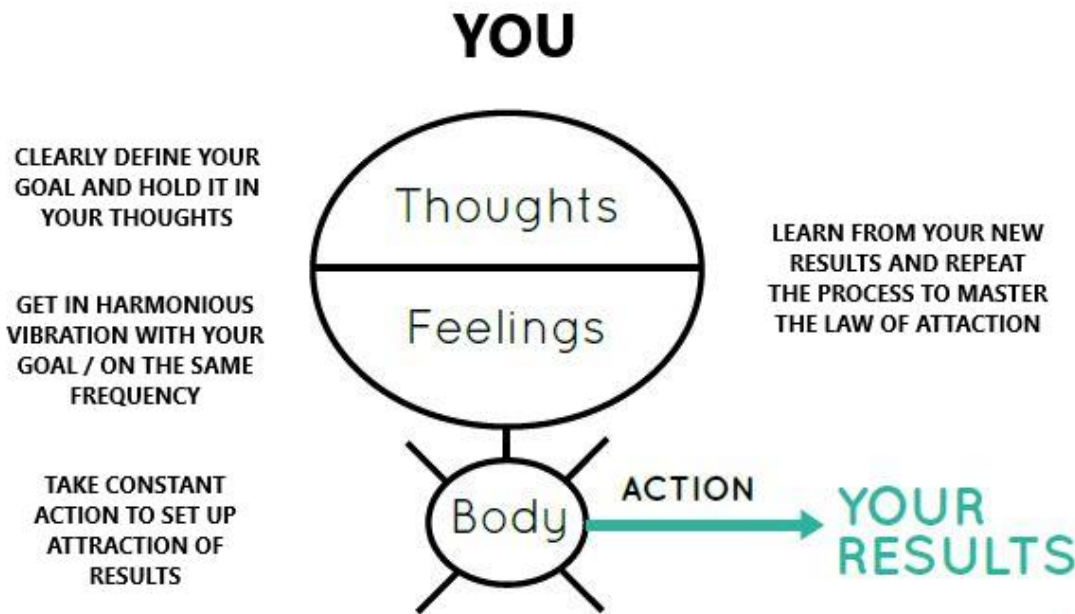 YOU
CLEARLY DEFINE YOUR
GOAL AND HOLD IT IN
YOUR THOUGHTS
Thoughts
Feelings
GET IN HARMONIOUS
VIBRATION WITH YOUR
GOAL / ON THE SAME
FREQUENCY
LEARN FROM YOUR NEW
RESULTS AND REPEAT
THE PROCESS TO MASTER
THE LAW OF ATTACTION
TAKE CONSTANT
ACTION TO SET UP
ATTRACTION OF
RESULTS
Body
ACTION
YOUR
RESULTS